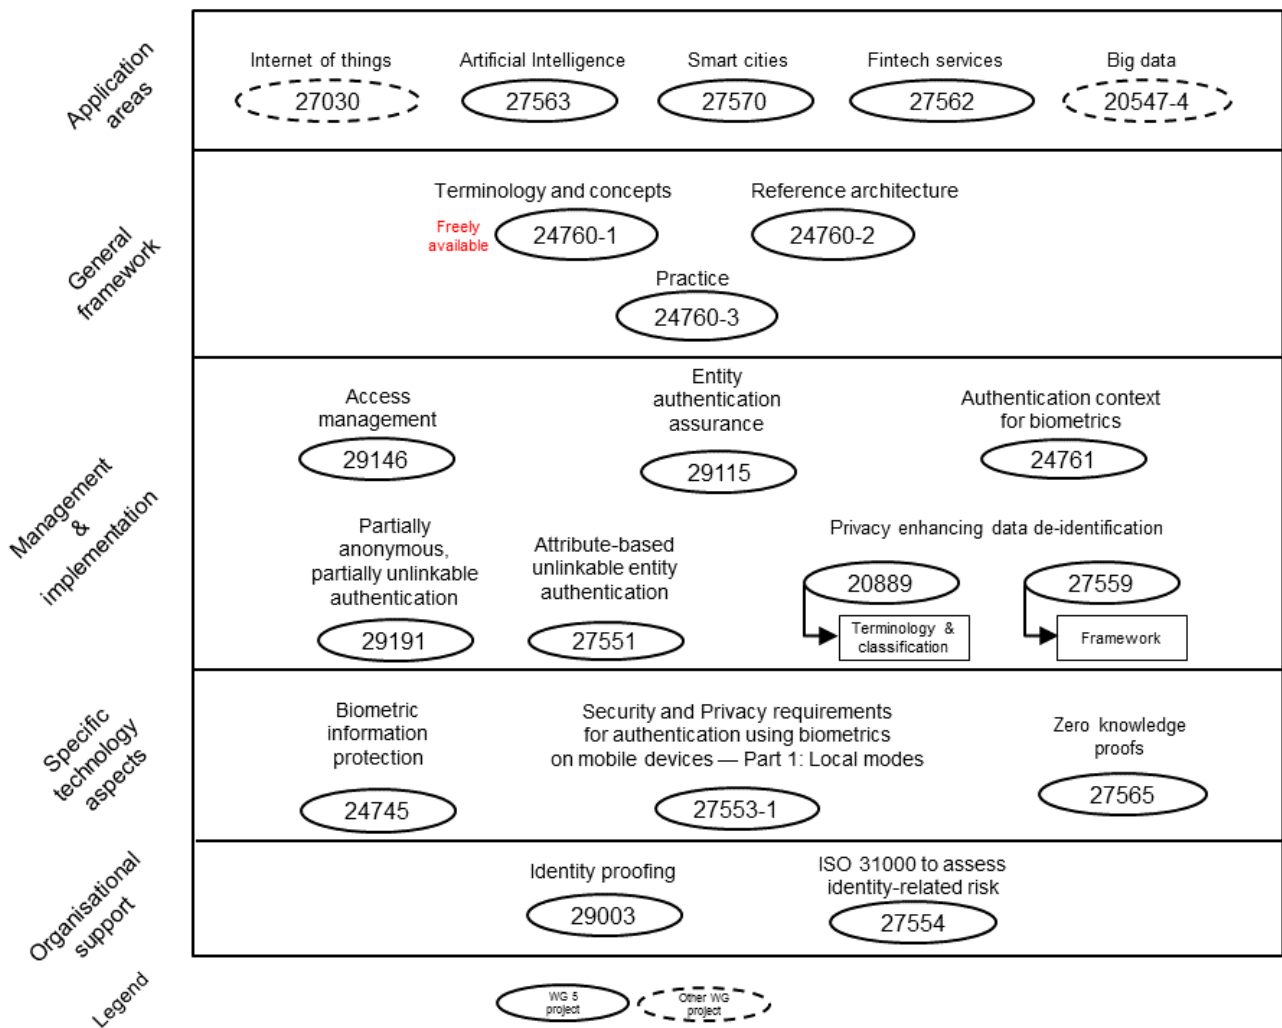 Application
areas
Internet of things
27030
Artificial Intelligence
27563
Smart cities
27570
Fintech services
27562
Big data
20547-4
General
framework
Terminology and concepts
Freely
available
24760-1
Reference architecture
24760-2
Practice
24760-3
Management
&
implementation
Access
management
29146
Entity
authentication
assurance
29115
Authentication context
for biometrics
24761
Partially
anonymous,
partially unlinkable
authentication
29191
Attribute-based
unlinkable entity
authentication
27551
Privacy enhancing data de-identification
20889
Terminology &
classification
27559
Framework
Specific
technology
aspects
Biometric
information
protection
24745
Security and Privacy requirements
for authentication using biometrics
on mobile devices — Part 1: Local modes
27553-1
Zero knowledge
proofs
27565
Organisational
support
Identity proofing
29003
ISO 31000 to assess
identity-related risk
27554
Legend
WG 5
project
Other WG
project